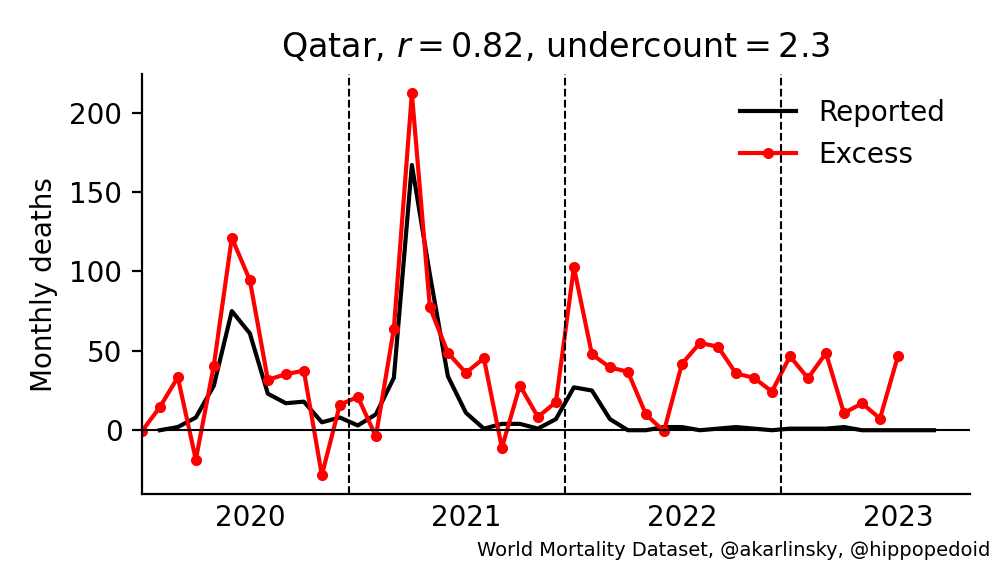 Qatar, r = 0.82, undercount = 2.3
Reported
Excess
Monthly deaths
200
150
100
50
0
2020 2021 2022 2023
World Mortality Dataset, @akarlinsky, @hippopedoid